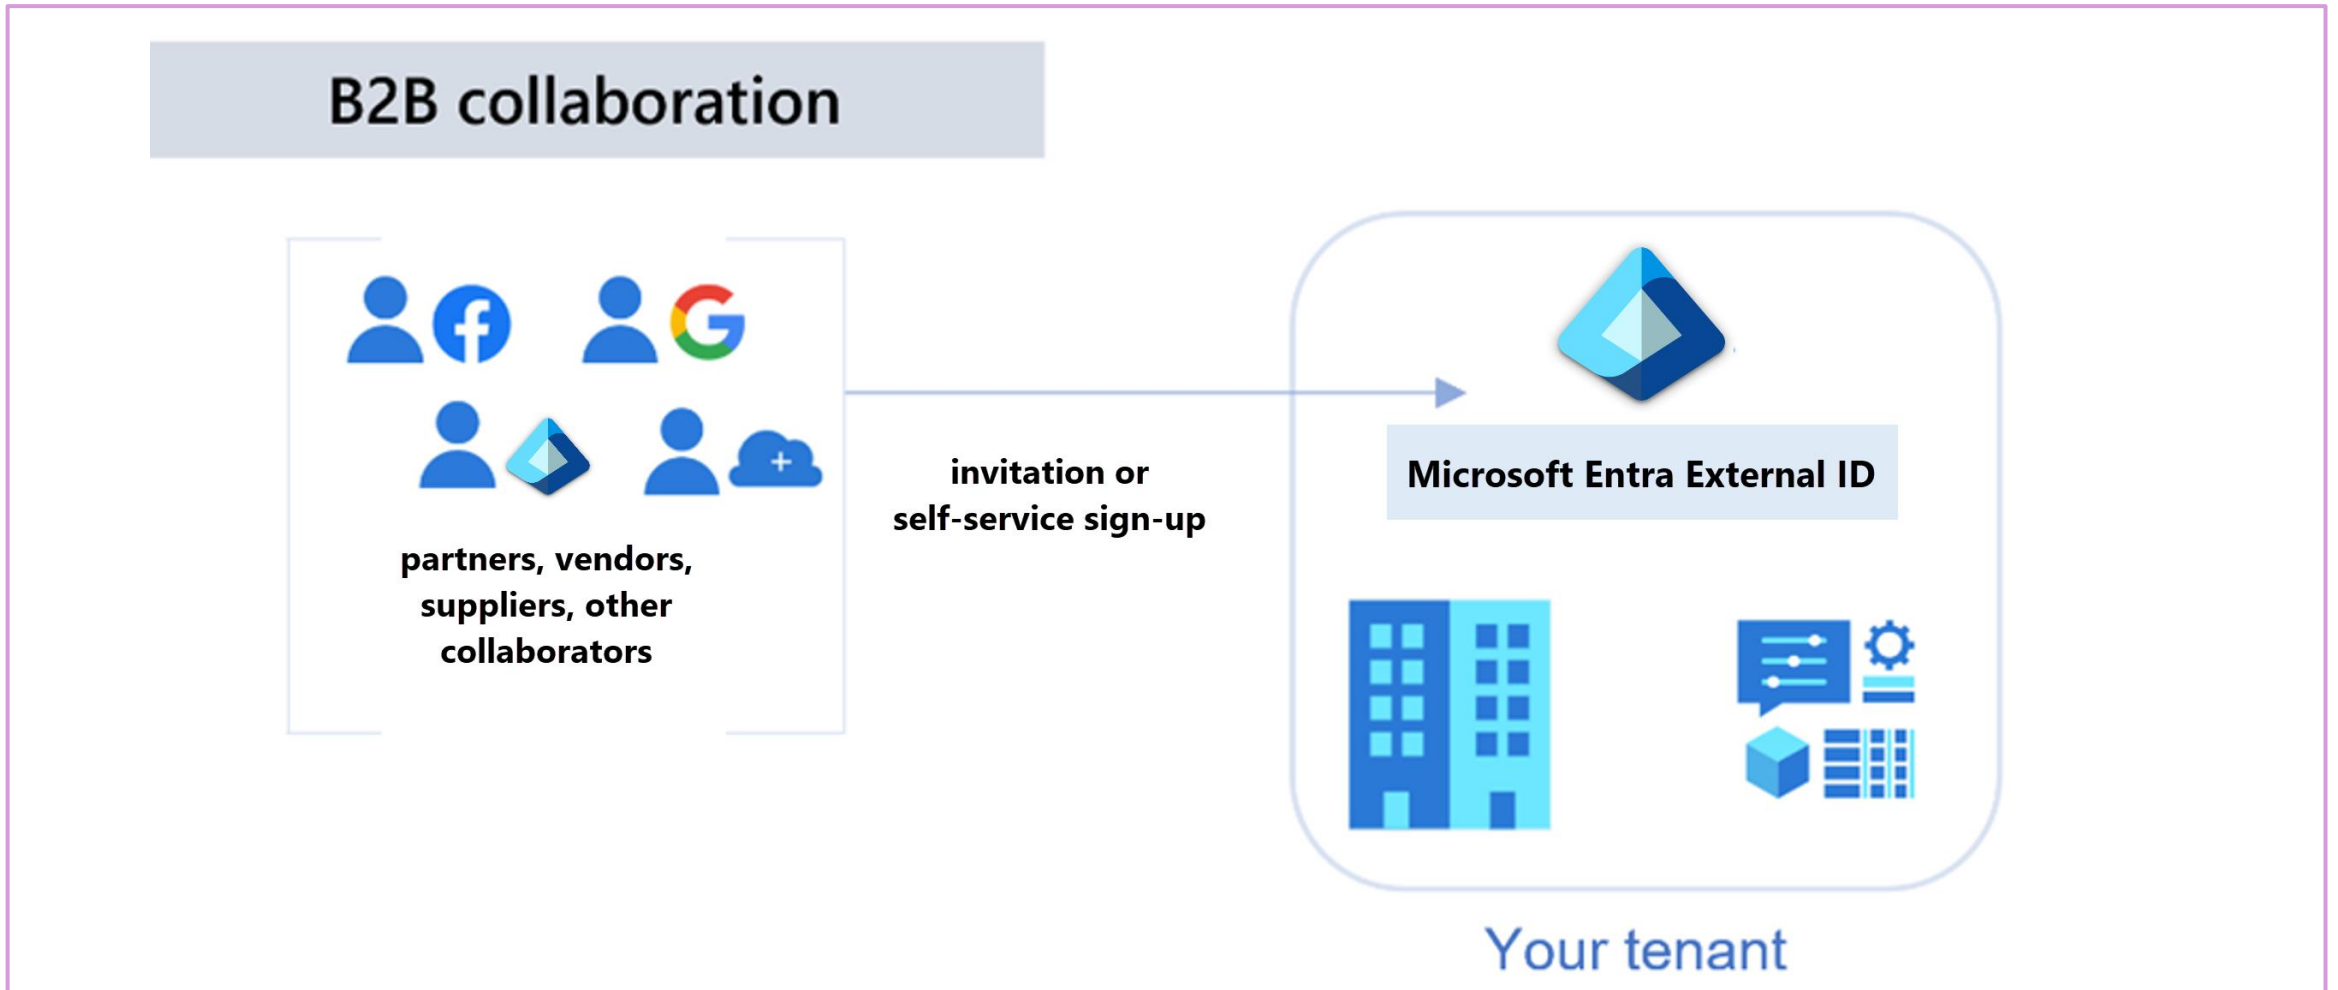 B2B collaboration
partners, vendors,
suppliers, other
collaborators
invitation or
self-service sign-up
Microsoft Entra External ID
Your tenant